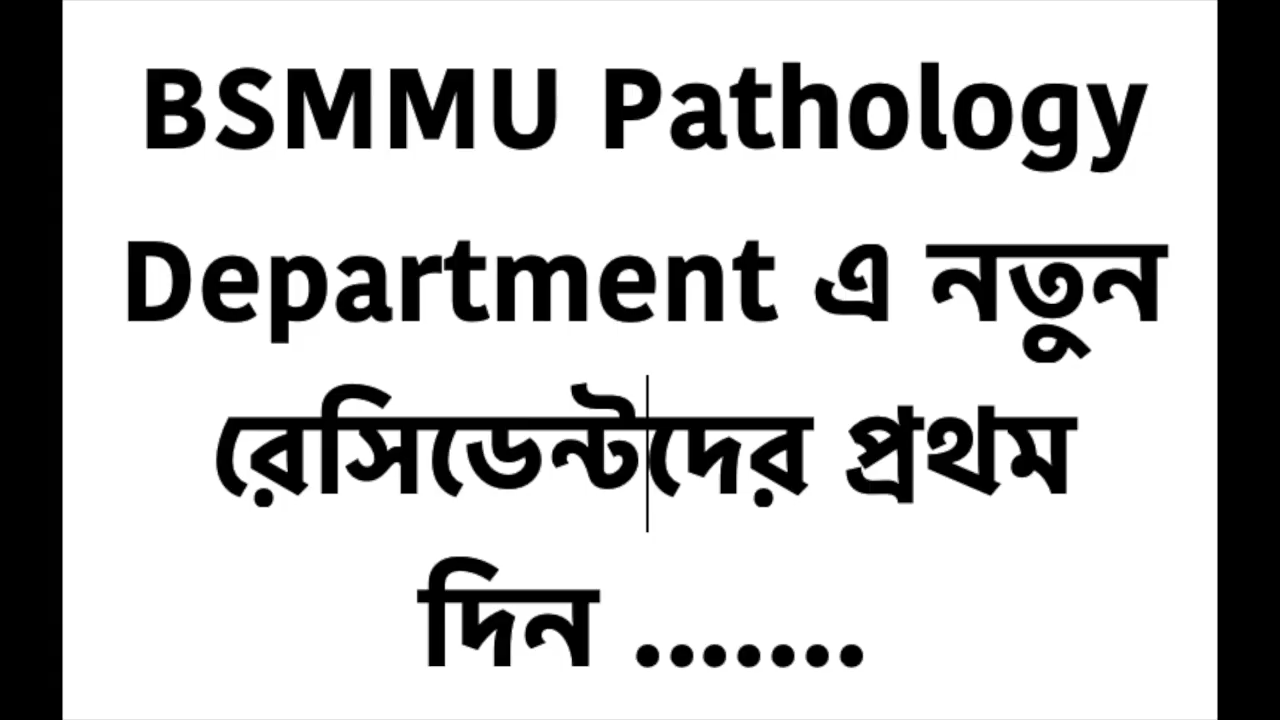 BSMMU Pathology
Department এ নতুন
রেসিডেন্টদের প্রথম
দিন .......